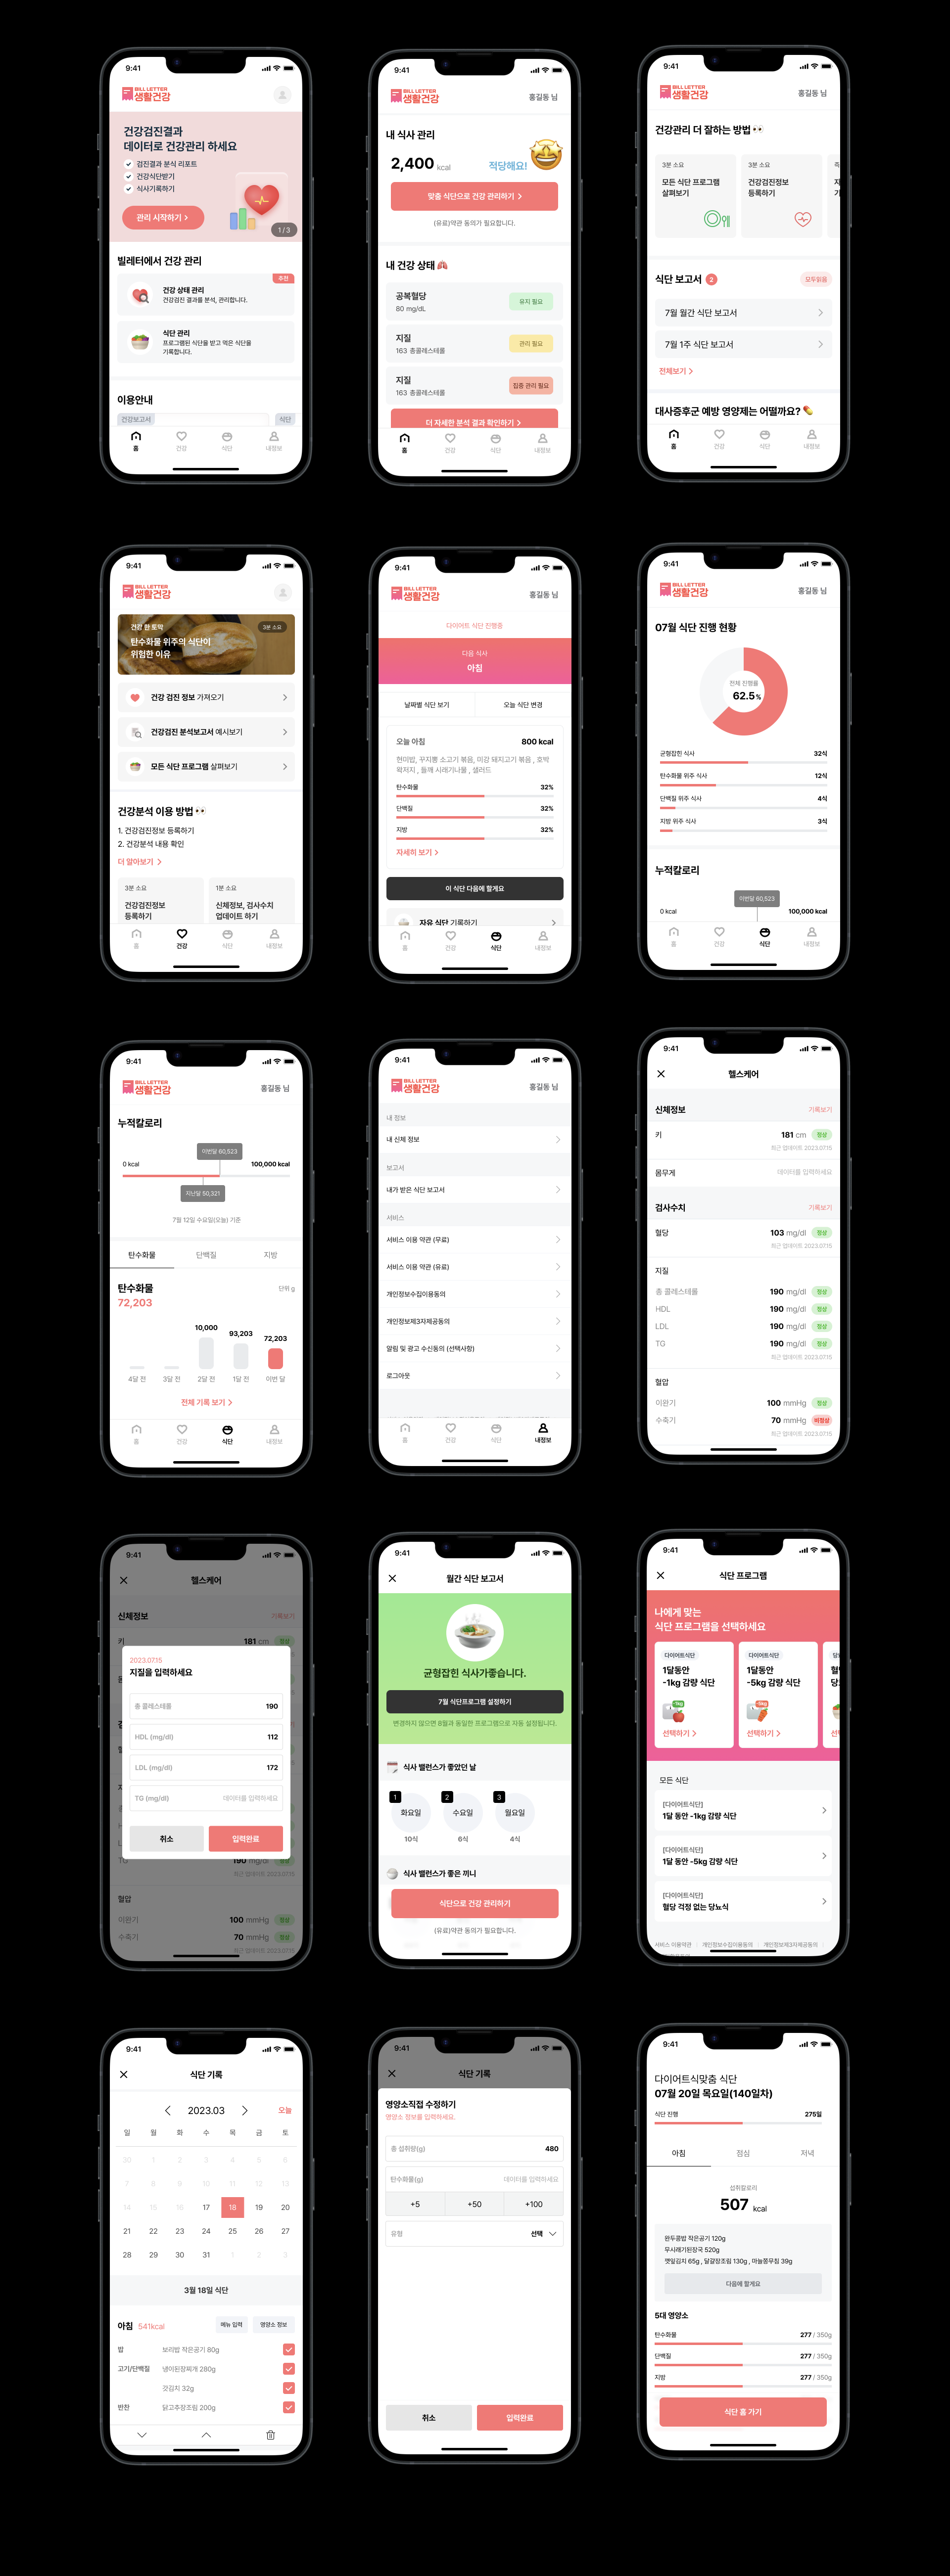 9:41
BILL LETTER
생활건강
건강검진결과
데이터로 건강관리 하세요
검진결과 분석 리포트
건강식단받기
식사기록하기
관리 시작하기
1 / 3
빌레터에서 건강 관리
추천
건강 상태 관리
건강검진 결과를 분석, 관리합니다.
식단 관리
프로그램된 식단을 받고 먹은 식단을
기록합니다.
이용안내
건강보고서
식단
홈
건강
식단
내정보
9:41
BILL LETTER
생활건강
홍길동 님
내 식사 관리
2,400 kcal
적당해요!
맞춤 식단으로 건강 관리하기
(유료)약관 동의가 필요합니다.
내 건강 상태
공복혈당
80 mg/dL
유지 필요
지질
163 총콜레스테롤
관리 필요
지질
163 총콜레스테롤
집중 관리 필요
더 자세한 분석 결과 확인하기
홈
건강
식단
내정보
9:41
BILL LETTER
생활건강
홍길동 님
건강관리 더 잘하는 방법
3분 소요
모든 식단 프로그램
살펴보기
3분 소요
건강검진정보
등록하기
식단 보고서 2
모두읽음
7월 월간 식단 보고서
7월 1주 식단 보고서
전체보기
대사증후군 예방 영양제는 어떨까요?
홈
건강
식단
내정보
9:41
BILL LETTER
생활건강
건강 한 토막
3분 소요
탄수화물 위주의 식단이
위험한 이유
건강 검진 정보 가져오기
건강검진 분석보고서 예시보기
모든 식단 프로그램 살펴보기
건강분석 이용 방법
1. 건강검진정보 등록하기
2. 건강분석 내용 확인
더 알아보기
3분 소요
건강검진정보
등록하기
1분 소요
신체정보, 검사수치
업데이트 하기
홈
건강
식단
내정보
9:41
BILL LETTER
생활건강
홍길동 님
다이어트 식단 진행중
다음 식사
아침
날짜별 식단 보기
오늘 식단 변경
오늘 아침
800 kcal
현미밥, 꾸지뽕 소고기 볶음, 미강 돼지고기 볶음 , 호박
왁저지 , 들깨 시래기나물 , 샐러드
탄수화물
32%
단백질
32%
지방
32%
자세히 보기
이 식단 다음에 할게요
자유 식단 기록하기
홈
건강
식단
내정보
9:41
BILL LETTER
생활건강
홍길동 님
07월 식단 진행 현황
전체 진행률
62.5%
균형잡힌 식사
32식
탄수화물 위주 식사
12식
단백질 위주 식사
4식
지방 위주 식사
3식
누적칼로리
이번달 60,523
0 kcal
100,000 kcal
홈
건강
식단
내정보
9:41
BILL LETTER
생활건강
홍길동 님
누적칼로리
이번달 60,523
0 kcal
100,000 kcal
지난달 50,321
7월 12일 수요일(오늘) 기준
탄수화물
단백질
지방
탄수화물
단위 g
72,203
10,000
93,203
72,203
4달 전
3달 전
2달 전
1달 전
이번 달
전체 기록 보기
홈
건강
식단
내정보
9:41
BILL LETTER
생활건강
홍길동 님
내 정보
내 신체 정보
보고서
내가 받은 식단 보고서
서비스
서비스 이용 약관 (무료)
서비스 이용 약관 (유료)
개인정보수집이용동의
개인정보제3자제공동의
알림 및 광고 수신동의 (선택사항)
로그아웃
홈
건강
식단
내정보
9:41
헬스케어
신체정보
기록보기
키
181 cm
정상
최근 업데이트 2023.07.15
몸무게
데이터를 입력하세요
검사수치
기록보기
혈당
103 mg/dl
정상
최근 업데이트 2023.07.15
지질
총 콜레스테롤
190 mg/dl
정상
HDL
190 mg/dl
정상
LDL
190 mg/dl
정상
TG
190 mg/dl
정상
최근 업데이트 2023.07.15
혈압
이완기
100 mmHg
정상
수축기
70 mmHg
비정상
최근 업데이트 2023.07.15
9:41
헬스케어
신체정보
기록보기
키
181 cm
정상
2023.07.15
지질을 입력하세요
총 콜레스테롤
190
HDL (mg/dl)
112
LDL (mg/dl)
172
TG (mg/dl)
데이터를 입력하세요
취소
입력완료
TG
190 mg/dl
정상
최근 업데이트 2023.07.15
혈압
이완기
100 mmHg
정상
수축기
70 mmHg
정상
최근 업데이트 2023.07.15
9:41
월간 식단 보고서
균형잡힌 식사가좋습니다.
7월 식단프로그램 설정하기
변경하지 않으면 8월과 동일한 프로그램으로 자동 설정됩니다.
식사 밸런스가 좋았던 날
1
화요일
10식
2
수요일
6식
3
월요일
4식
식사 밸런스가 좋은 끼니
식단으로 건강 관리하기
(유료)약관 동의가 필요합니다.
9:41
식단 프로그램
나에게 맞는
식단 프로그램을 선택하세요
다이어트식단
1달동안
-1kg 감량 식단
-1kg
선택하기
다이어트식단
1달동안
-5kg 감량 식단
-5kg
선택하기
모든 식단
[다이어트식단]
1달 동안 -1kg 감량 식단
[다이어트식단]
1달 동안 -5kg 감량 식단
[다이어트식단]
혈당 걱정 없는 당뇨식
서비스 이용약관
개인정보수집이용동의
개인정보제3자제공동의
9:41
식단 기록
2023.03
오늘
일 월 화 수 목 금 토
30 1 2 3 4 5 6
7 8 9 10 11 12 13
14 15 16 17 18 19 20
21 22 23 24 25 26 27
28 29 30 31 1 2 3
3월 18일 식단
아침 541kcal
메뉴 입력
영양소 정보
밥
보리밥 작은공기 80g
고기/단백질
냉이된장찌개 280g
갓김치 32g
반찬
닭고추장조림 200g
9:41
식단 기록
영양소직접 수정하기
영양소 정보를 입력하세요.
총 섭취량(g)
480
탄수화물(g)
데이터를 입력하세요
+5
+50
+100
유형
선택
취소
입력완료
9:41
다이어트식맞춤 식단
07월 20일 목요일(140일차)
식단 진행
275일
아침
점심
저녁
섭취칼로리
507 kcal
완두콩밥 작은공기 120g
무시래기된장국 520g
깻잎김치 65g , 달걀장조림 130g , 마늘쫑무침 39g
다음에 할게요
5대 영양소
탄수화물
277 / 350g
단백질
277 / 350g
지방
277 / 350g
식단 홈 가기